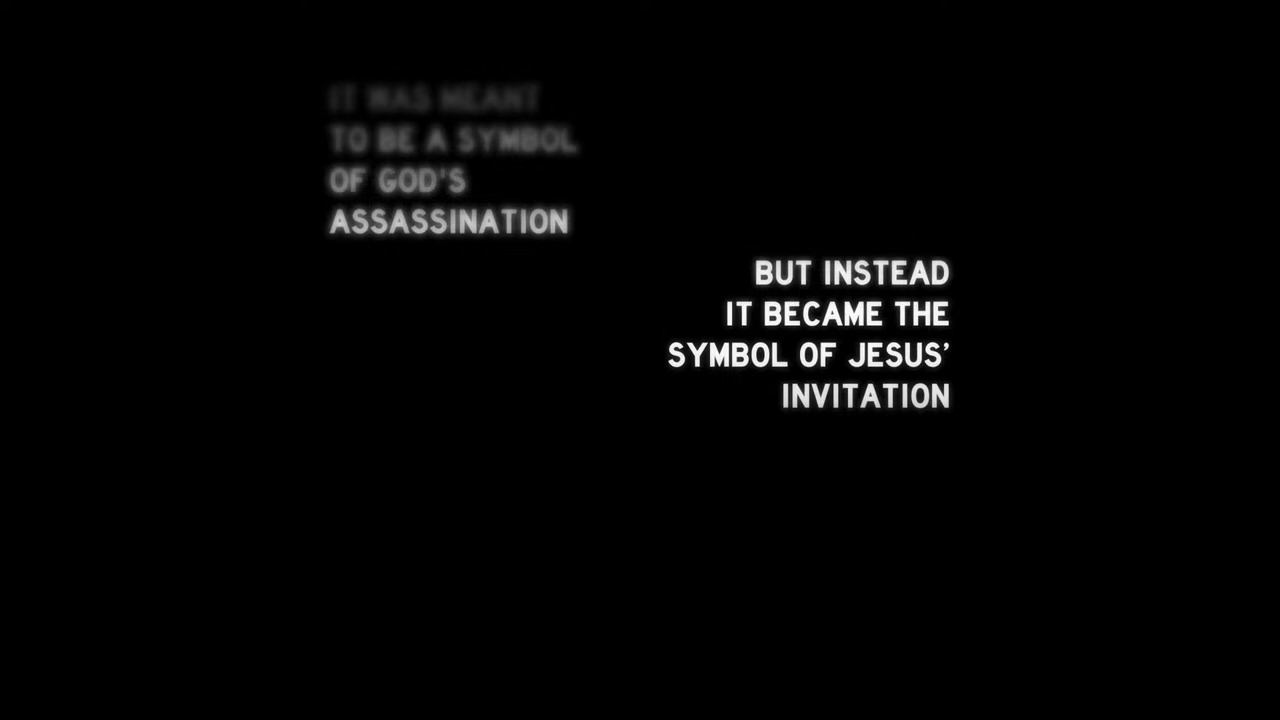 IT WAS MEANT
TO BE A SYMBOL
OF GOD'S
ASSASSINATION
BUT INSTEAD
IT BECAME THE
SYMBOL OF JESUS’
INVITATION